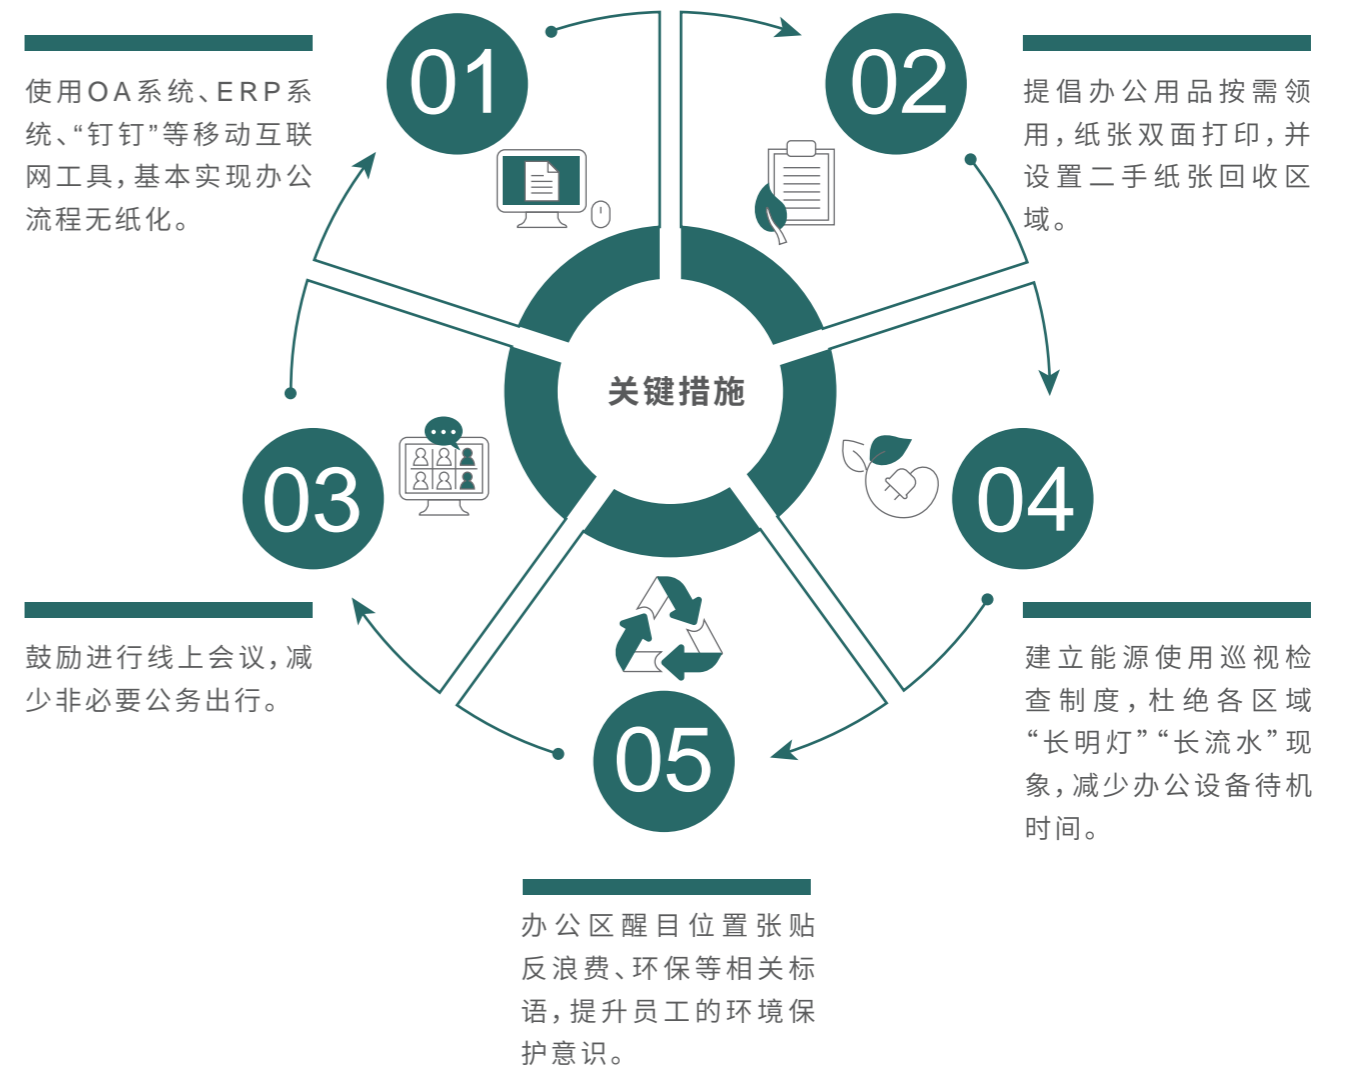 01
使用OA系统、ERP系
统、“钉钉”等移动互联
网工具，基本实现办公
流程无纸化。
02
提倡办公用品按需领
用，纸张双面打印，并
设置二手纸张回收区
域。
关键措施
03
鼓励进行线上会议，减
少非必要公务出行。
04
建立能源使用巡视检
查制度，杜绝各区域
“长明灯”“长流水”现
象，减少办公设备待机
时间。
05
办公区醒目位置张贴
反浪费、环保等相关标
语，提升员工的环境保
护意识。